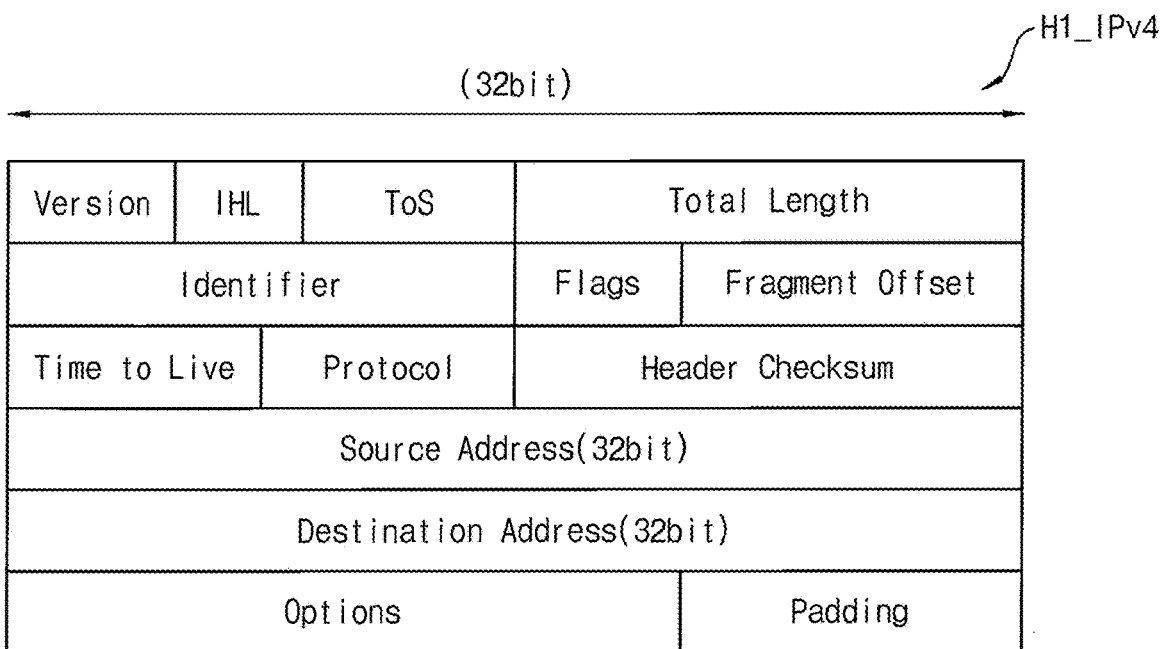 H1_IPv4
(32bit)
Version IHL ToS Total Length
Identifier Flags Fragment Offset
Time to Live Protocol Header Checksum
Source Address(32bit)
Destination Address(32bit)
Options Padding